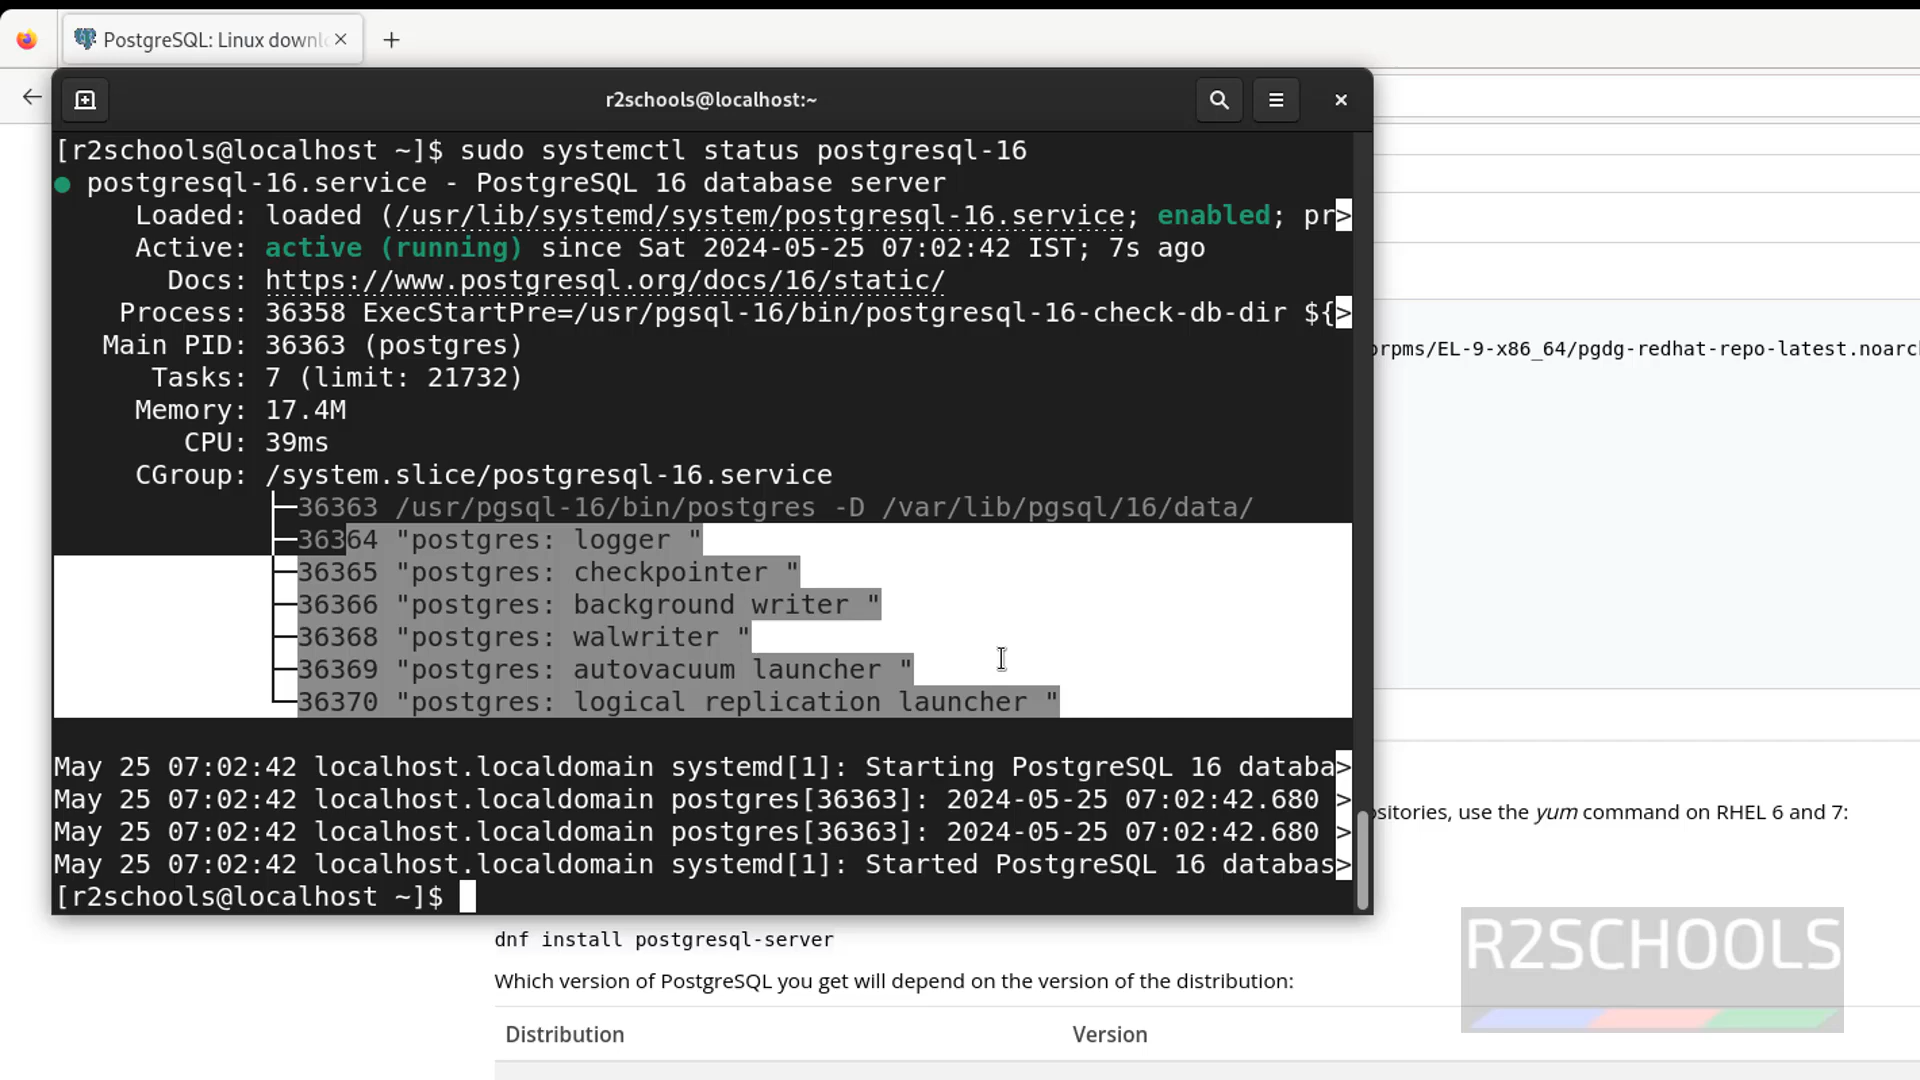 PostgreSQL: Linux downl
r2schools@localhost:~
[r2schools@localhost ~]$ sudo systemctl status postgresql-16
● postgresql-16.service - PostgreSQL 16 database server
Loaded: loaded (/usr/lib/systemd/system/postgresql-16.service; enabled; pr>
Active: active (running) since Sat 2024-05-25 07:02:42 IST; 7s ago
Docs: https://www.postgresql.org/docs/16/static/
Process: 36358 ExecStartPre=/usr/pgsql-16/bin/postgresql-16-check-db-dir ${>
Main PID: 36363 (postgres)
Tasks: 7 (limit: 21732)
Memory: 17.4M
CPU: 39ms
CGroup: /system.slice/postgresql-16.service
├─36363 /usr/pgsql-16/bin/postgres -D /var/lib/pgsql/16/data/
├─36364 "postgres: logger "
├─36365 "postgres: checkpointer "
├─36366 "postgres: background writer "
├─36368 "postgres: walwriter "
├─36369 "postgres: autovacuum launcher "
└─36370 "postgres: logical replication launcher "
May 25 07:02:42 localhost.localdomain systemd[1]: Starting PostgreSQL 16 databa>
May 25 07:02:42 localhost.localdomain postgres[36363]: 2024-05-25 07:02:42.680 >
May 25 07:02:42 localhost.localdomain postgres[36363]: 2024-05-25 07:02:42.680 >
May 25 07:02:42 localhost.localdomain systemd[1]: Started PostgreSQL 16 databas>
[r2schools@localhost ~]$
rpms/EL-9-x86_64/pgdg-redhat-repo-latest.noarc
sitories, use the yum command on RHEL 6 and 7:
dnf install postgresql-server
Which version of PostgreSQL you get will depend on the version of the distribution:
Distribution Version
R2SCHOOLS